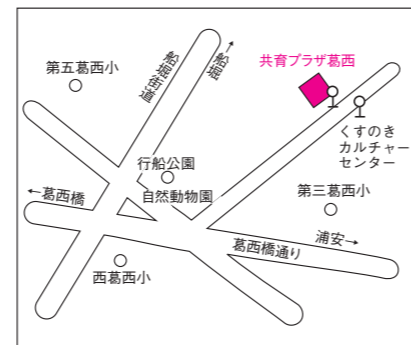 共育プラザ葛西
船堀街道
→船堀
第五葛西小
くすのき
カルチャー
センター
行船公園
自然動物園
第三葛西小
←葛西橋
葛西橋通り
浦安→
西葛西小